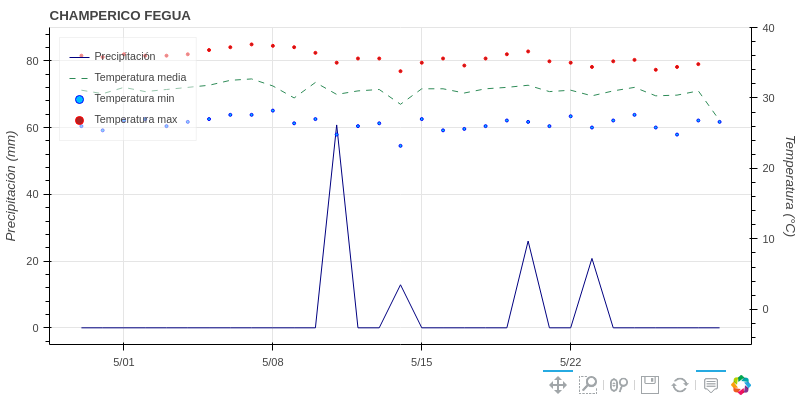 CHAMPERICO FEGUA
Precipitación
Temperatura media
Temperatura min
Temperatura max
Precipitación (mm)
80
60
40
20
0
40
30
20
10
0
Temperatura (°C)
5/01
5/08
5/15
5/22